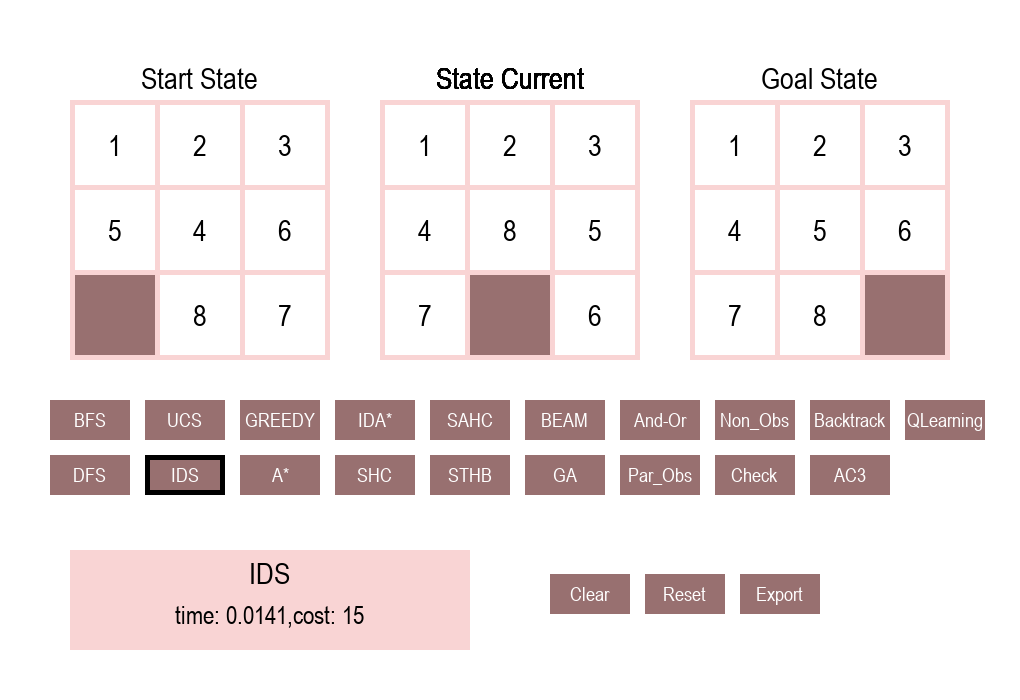 Start State State Current Goal State
1 2 3 1 2 3 1 2 3
5 4 6 4 8 5 4 5 6
8 7 7 6 7 8
BFS UCS GREEDY IDA* SAHC BEAM And-Or Non_Obs Backtrack QLearning
DFS IDS A* SHC STHB GA Par_Obs Check AC3
IDS
time: 0.0141,cost: 15
Clear Reset Export